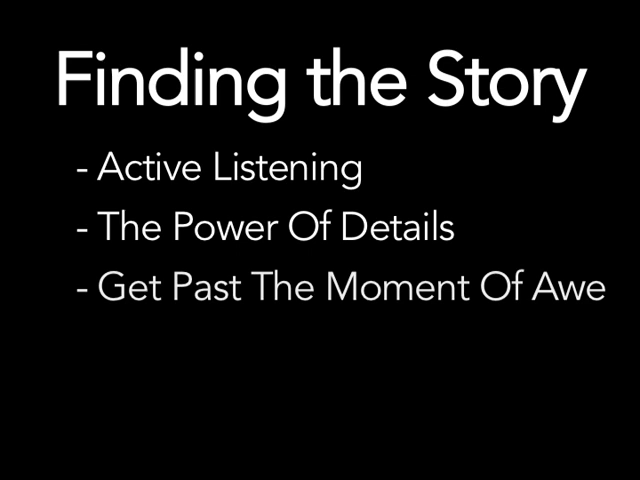 Finding the Story
- Active Listening
- The Power Of Details
- Get Past The Moment Of Awe